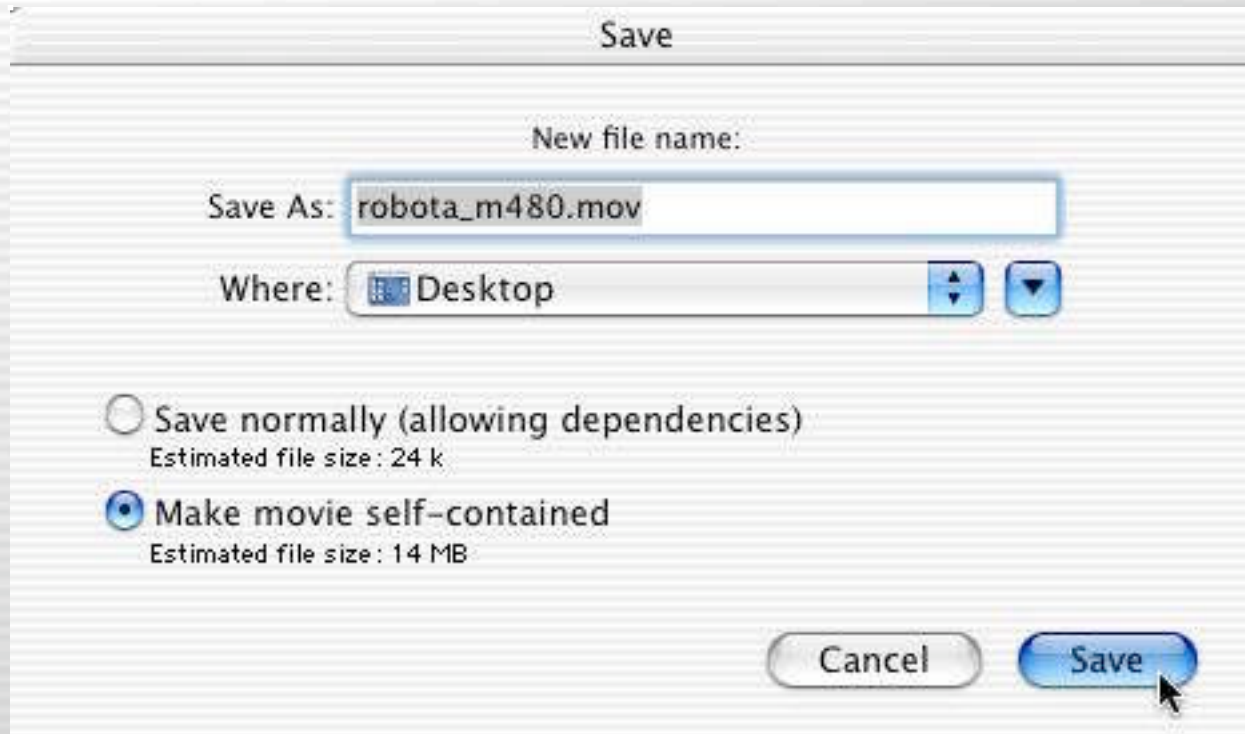 Save
New file name:
Save As: robota_m480.mov
Where: Desktop
Save normally (allowing dependencies)
Estimated file size: 24 k
Make movie self-contained
Estimated file size: 14 MB
Cancel Save